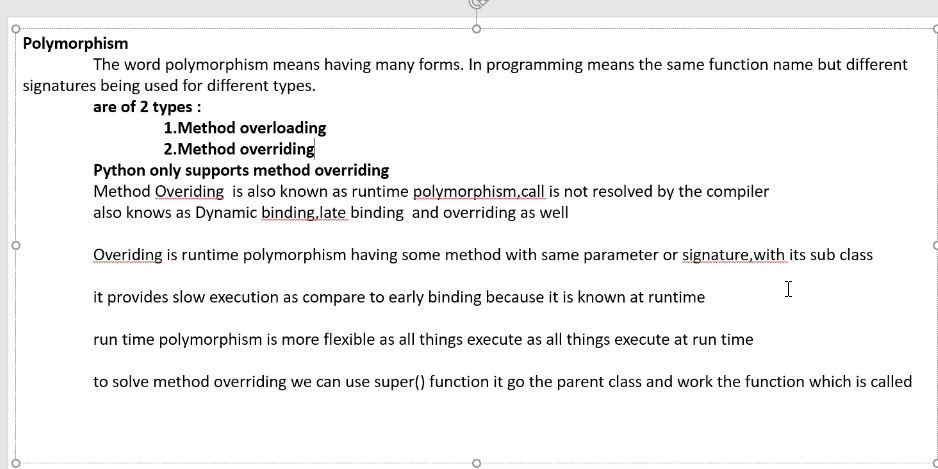 Polymorphism
The word polymorphism means having many forms. In programming means the same function name but different
signatures being used for different types.
are of 2 types :
1.Method overloading
2.Method overriding
Python only supports method overriding
Method Overiding  is also known as runtime polymorphism,call is not resolved by the compiler
also knows as Dynamic binding,late binding  and overriding as well
Overiding is runtime polymorphism having some method with same parameter or signature,with its sub class
it provides slow execution as compare to early binding because it is known at runtime
run time polymorphism is more flexible as all things execute as all things execute at run time
to solve method overriding we can use super() function it go the parent class and work the function which is called